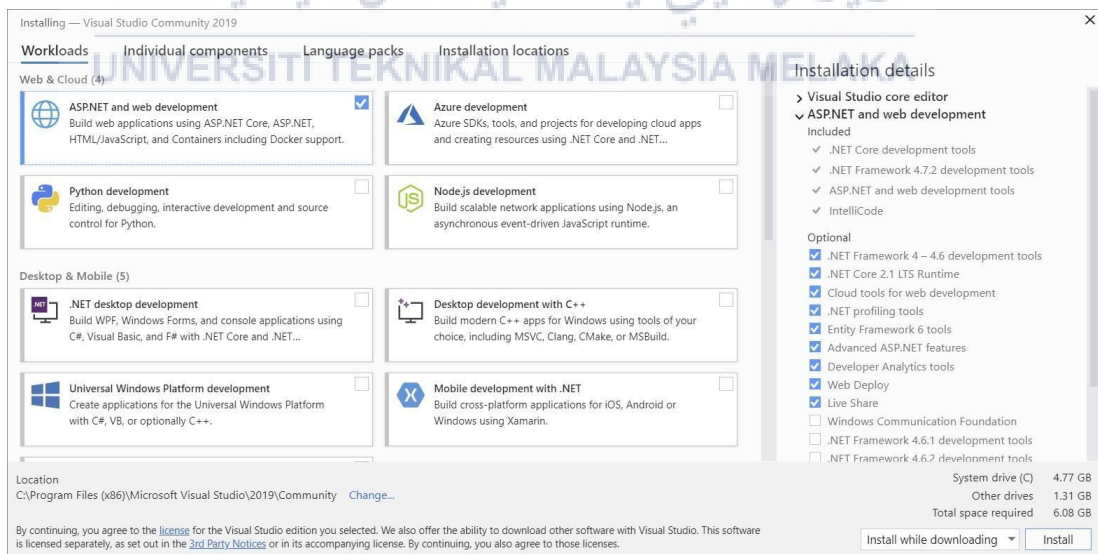 Installing — Visual Studio Community 2019
Workloads Individual components Language packs Installation locations
UNIVERSITI TEKNIKAL MALAYSIA MELAKA
Web & Cloud (4)
ASP.NET and web development
Build web applications using ASP.NET Core, ASP.NET,
HTML/JavaScript, and Containers including Docker support.
Azure development
Azure SDKs, tools, and projects for developing cloud apps
and creating resources using .NET Core and .NET...
Python development
Editing, debugging, interactive development and source
control for Python.
Node.js development
Build scalable network applications using Node.js, an
asynchronous event-driven JavaScript runtime.
Desktop & Mobile (5)
.NET desktop development
Build WPF, Windows Forms, and console applications using
C#, Visual Basic, and F# with .NET Core and .NET...
Desktop development with C++
Build modern C++ apps for Windows using tools of your
choice, including MSVC, Clang, CMake, or MSBuild.
Universal Windows Platform development
Create applications for the Universal Windows Platform
with C#, VB, or optionally C++.
Mobile development with .NET
Build cross-platform applications for iOS, Android or
Windows using Xamarin.
Installation details
Visual Studio core editor
ASP.NET and web development
Included
.NET Core development tools
.NET Framework 4.7.2 development tools
ASP.NET and web development tools
IntelliCode
Optional
.NET Framework 4 – 4.6 development tools
.NET Core 2.1 LTS Runtime
Cloud tools for web development
.NET profiling tools
Entity Framework 6 tools
Advanced ASP.NET features
Developer Analytics tools
Web Deploy
Live Share
Windows Communication Foundation
.NET Framework 4.6.1 development tools
.NET Framework 4.6.2 development tools
Location
C:\Program Files (x86)\Microsoft Visual Studio\2019\Community Change...
System drive (C) 4.77 GB
Other drives 1.31 GB
Total space required 6.08 GB
By continuing, you agree to the license for the Visual Studio edition you selected. We also offer the ability to download other software with Visual Studio. This software
is licensed separately, as set out in the 3rd Party Notices or in its accompanying license. By continuing, you also agree to those licenses.
Install while downloading Install